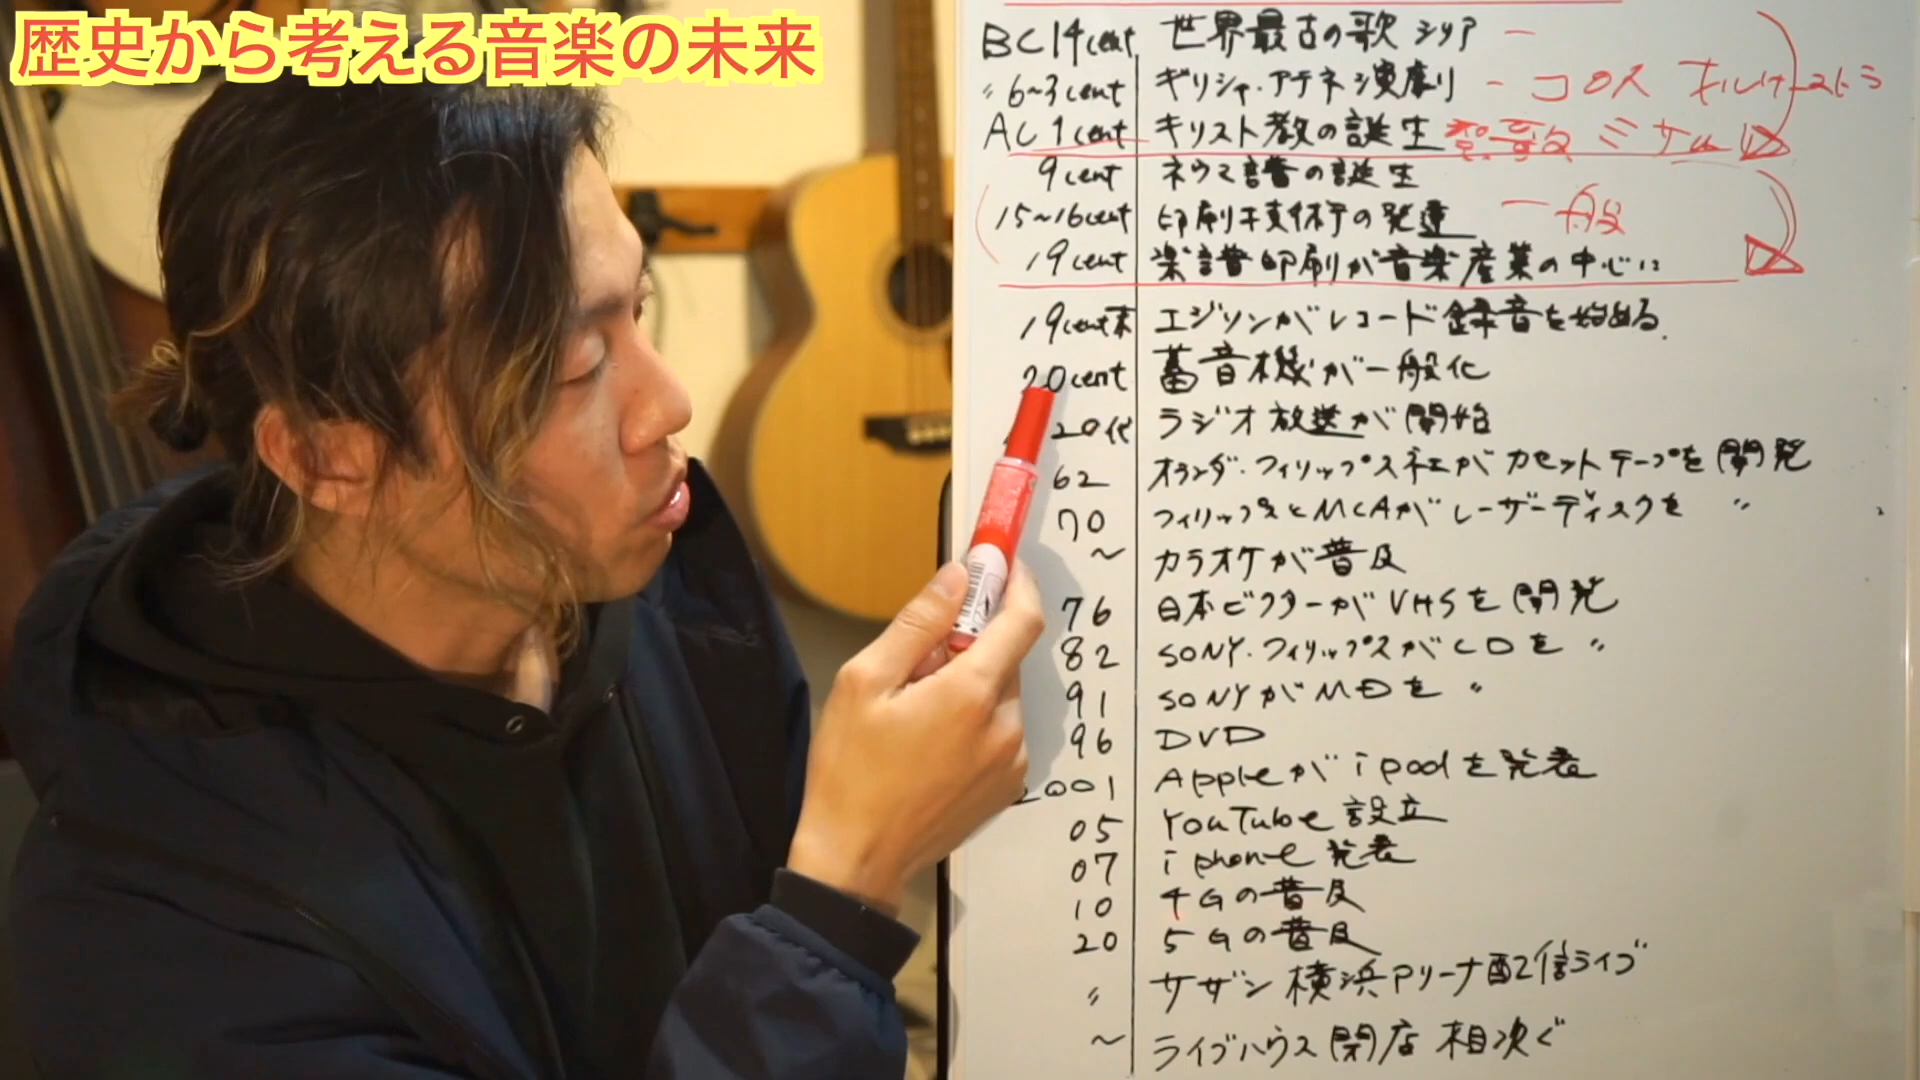 歴史から考える音楽の未来
BC14cent 世界最古の歌 シリア ー
〃6~3cent ギリシャ・アテネシ演劇 - コロス オルケーストラ
AC1cent キリスト教の誕生 聖歌 ミサ
9cent ネウマ譜の誕生
15~16cent 印刷技術の発達 一般
19cent 楽譜印刷が音楽産業の中心に
19cent末 エジソンがレコード録音を始める.
20cent 蓄音機が一般化
20代 ラジオ放送が開始
62 オランダ・フィリップス社がカセットテープを開発
70 フィリップスとMCAがレーザーディスクを 〃
~ カラオケが普及
76 日本ビクターがVHSを開発
82 SONY・フィリップスがCDを 〃
91 SONYがMDを 〃
96 DVD
2001 Appleがipodを発表
05 YouTube設立
07 iphone発表
10 4Gの普及
20 5Gの普及
〃 サザン横浜アリーナ配信ライブ
~ ライブハウス閉店相次ぐ